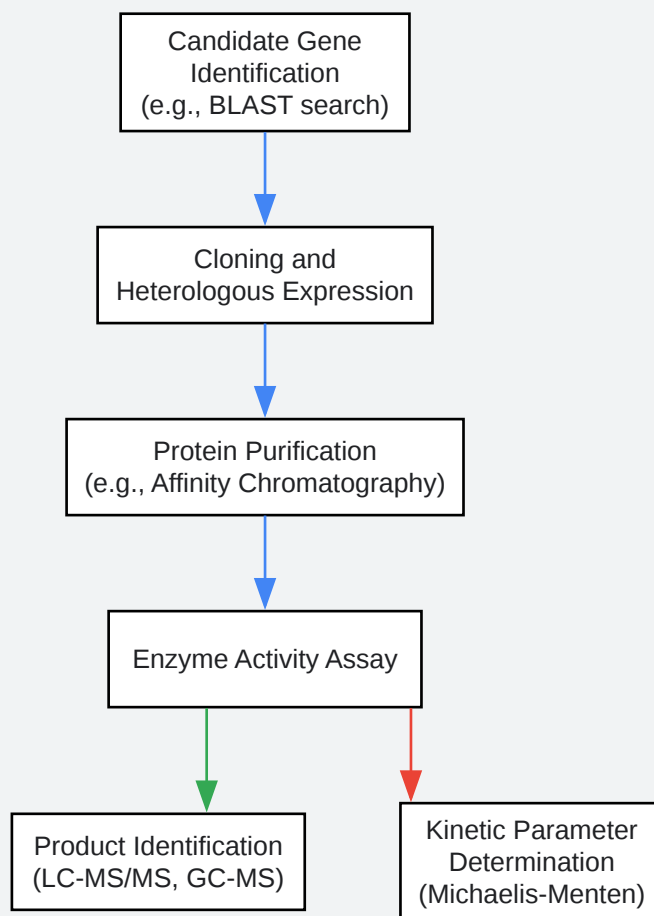 Candidate Gene
Identification
(e.g., BLAST search)
Cloning and
Heterologous Expression
Protein Purification
(e.g., Affinity Chromatography)
Enzyme Activity Assay
Product Identification
(LC-MS/MS, GC-MS)
Kinetic Parameter
Determination
(Michaelis-Menten)